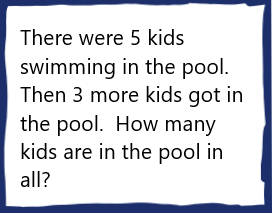 There were 5 kids
swimming in the pool.
Then 3 more kids got in
the pool.  How many
kids are in the pool in
all?